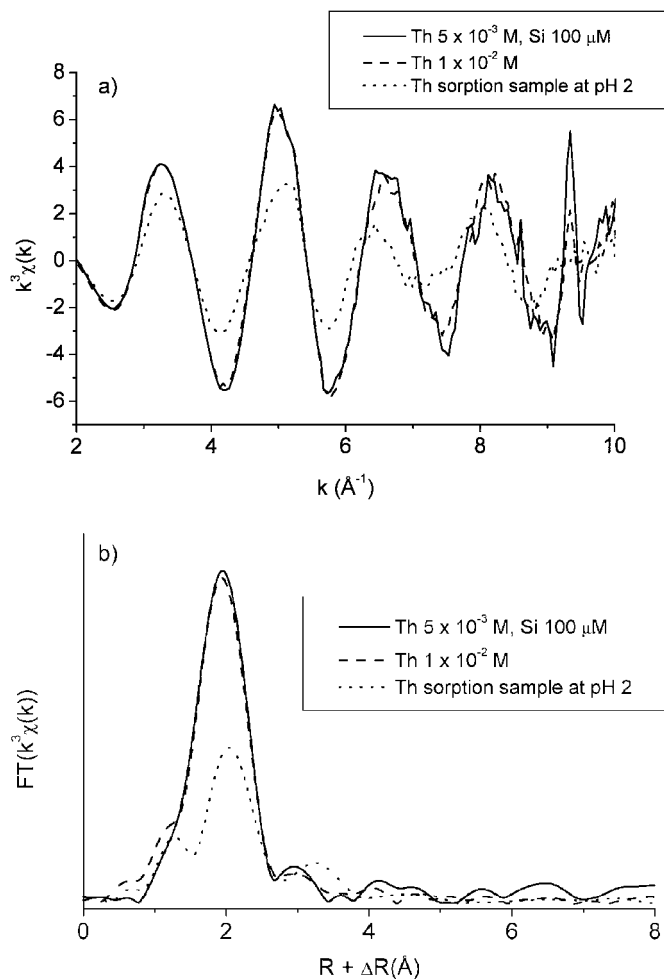 Th 5 x 10⁻³ M, Si 100 μM
Th 1 x 10⁻² M
Th sorption sample at pH 2
a)
8
6
4
2
0
-2
-4
-6
k³χ(k)
2 4 6 8 10
k (Å⁻¹)
b)
Th 5 x 10⁻³ M, Si 100 μM
Th 1 x 10⁻² M
Th sorption sample at pH 2
FT(k³χ(k))
0 2 4 6 8
R + ΔR(Å)